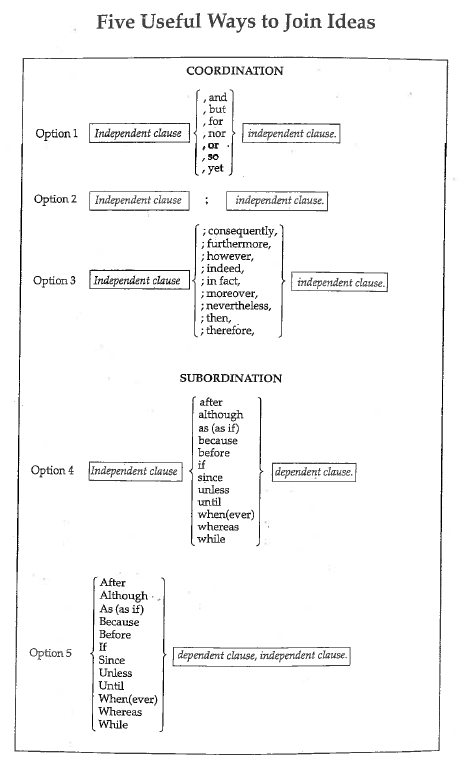 Five Useful Ways to Join Ideas
COORDINATION
Option 1
Independent clause
, and
, but
, for
, nor
, or
, so
, yet
independent clause.
Option 2
Independent clause
;
independent clause.
Option 3
Independent clause
; consequently,
; furthermore,
; however,
; indeed,
; in fact,
; moreover,
; nevertheless,
; then,
; therefore,
independent clause.
SUBORDINATION
Option 4
Independent clause
after
although
as (as if)
because
before
if
since
unless
until
when(ever)
whereas
while
dependent clause.
Option 5
After
Although
As (as if)
Because
Before
If
Since
Unless
Until
When(ever)
Whereas
While
dependent clause, independent clause.